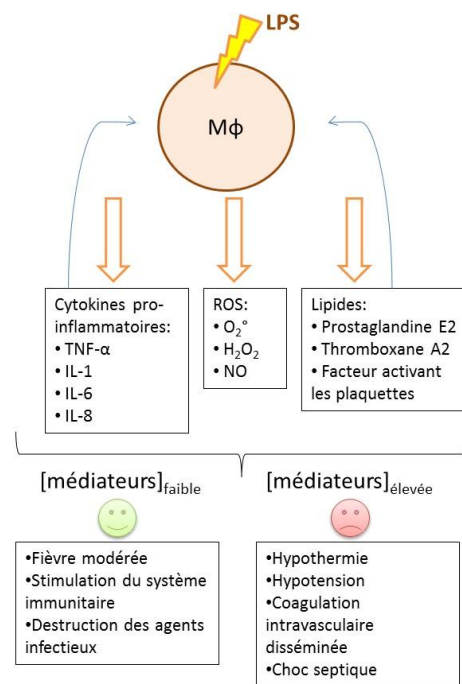 LPS
Mϕ
Cytokines pro-
inflammatoires:
• TNF-α
• IL-1
• IL-6
• IL-8
ROS:
• O₂°
• H₂O₂
• NO
Lipides:
• Prostaglandine E2
• Thromboxane A2
• Facteur activant
les plaquettes
[médiateurs]faible
[médiateurs]élevée
•Fièvre modérée
•Stimulation du système
immunitaire
•Destruction des agents
infectieux
•Hypothermie
•Hypotension
•Coagulation
intravasculaire
disséminée
•Choc septique